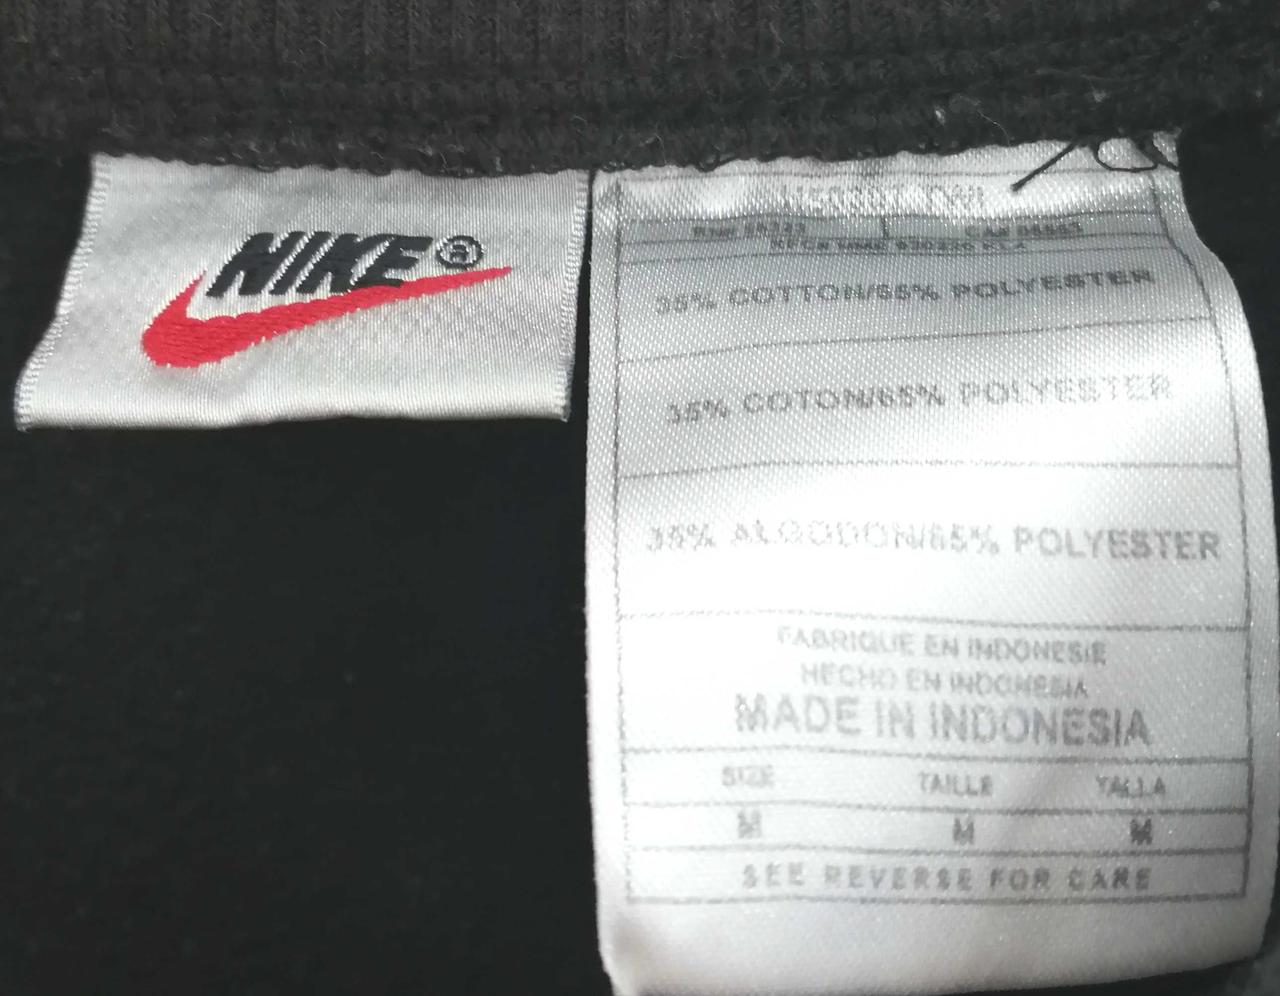 NIKE®
35% COTTON/65% POLYESTER
35% COTON/65% POLYESTER
35% ALGODON/65% POLYESTER
FABRIQUE EN INDONESIE
HECHO EN INDONESIA
MADE IN INDONESIA
SIZE TAILLE TALLA
M M M
SEE REVERSE FOR CARE